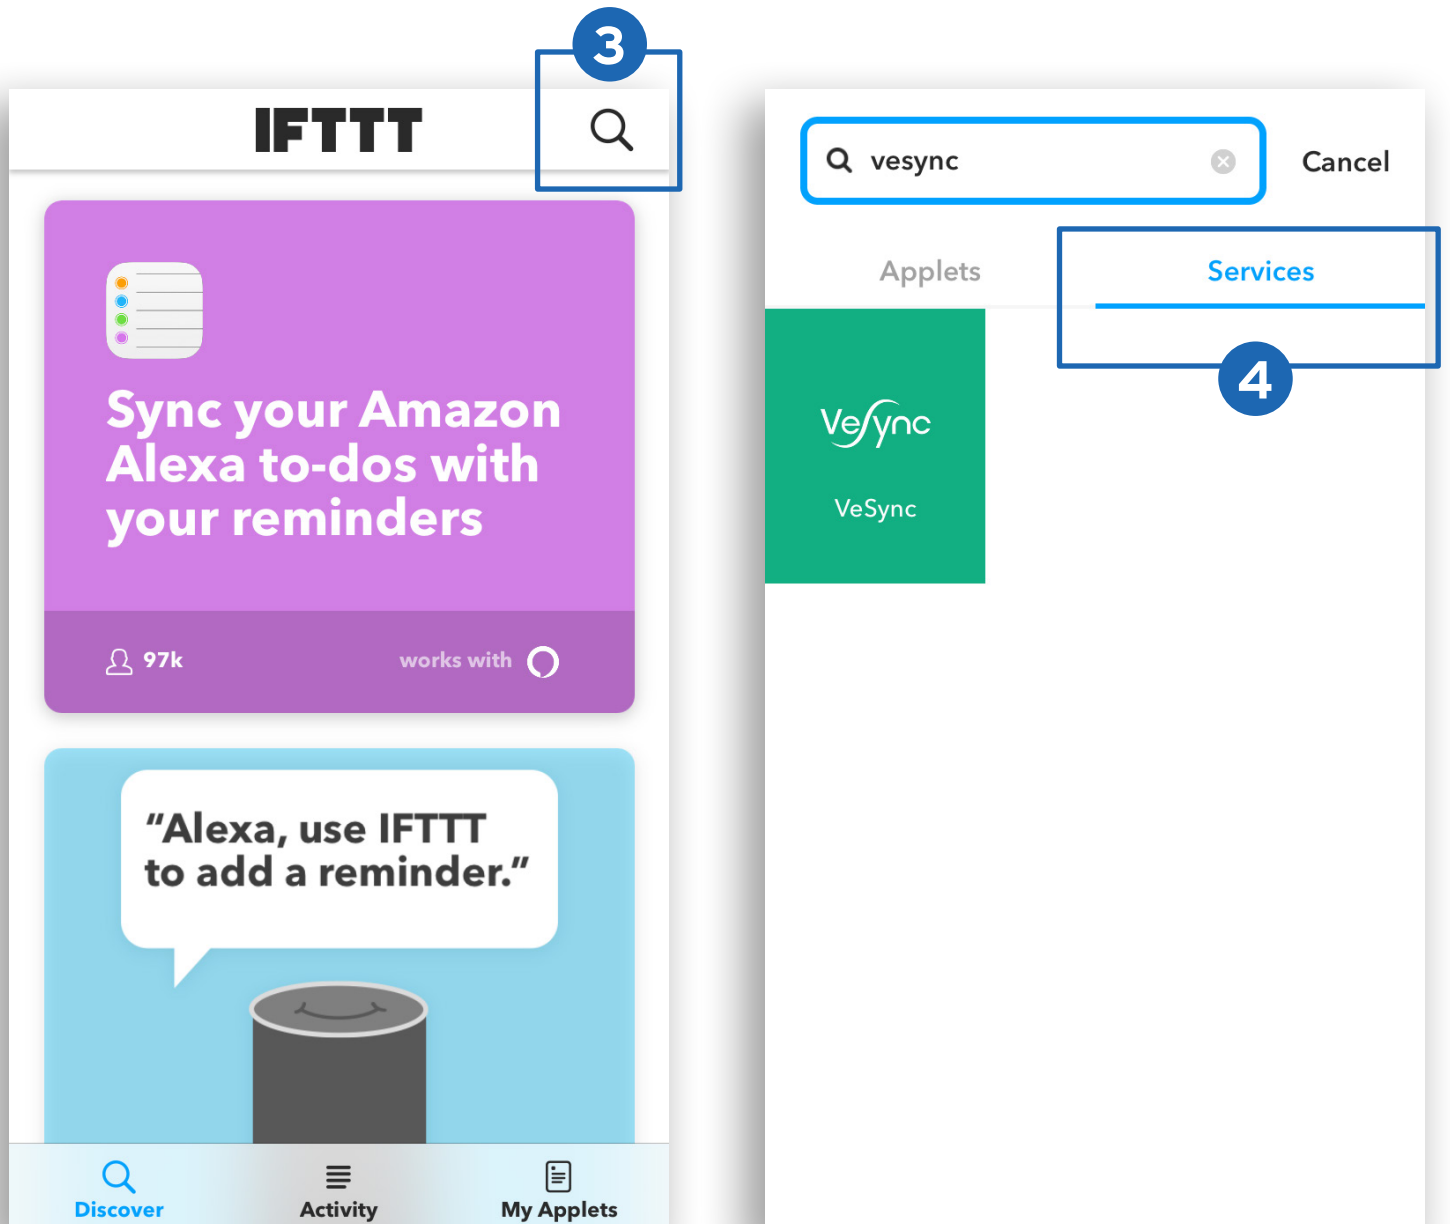 3
IFTTT
Sync your Amazon
Alexa to-dos with
your reminders
97k
works with
“Alexa, use IFTTT
to add a reminder.”
Discover
Activity
My Applets
vesync
Cancel
Applets
Services
4
VeSync
VeSync